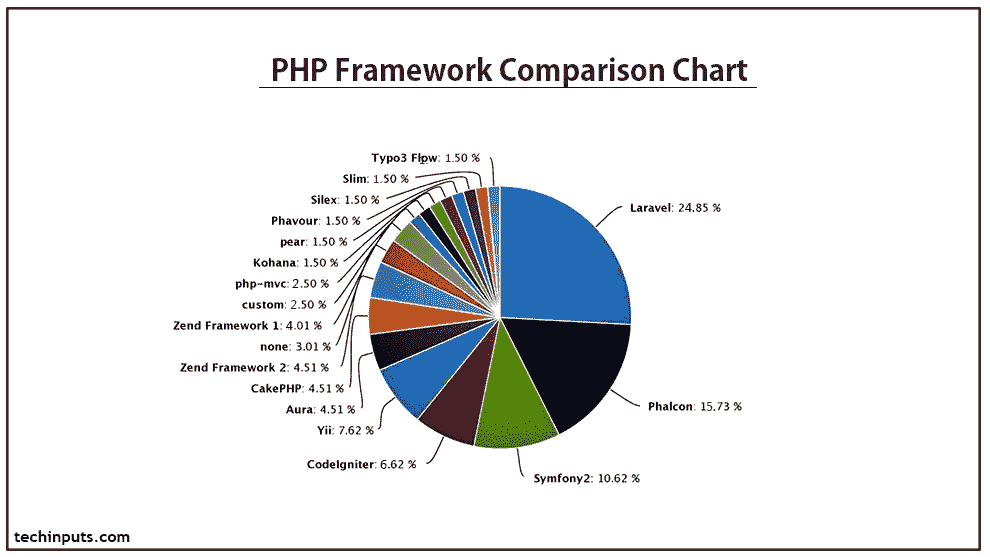 PHP Framework Comparison Chart
Typo3 Flow: 1.50 %
Slim: 1.50 %
Silex: 1.50 %
Phavour: 1.50 %
pear: 1.50 %
Kohana: 1.50 %
php-mvc: 2.50 %
custom: 2.50 %
Zend Framework 1: 4.01 %
none: 3.01 %
Zend Framework 2: 4.51 %
CakePHP: 4.51 %
Aura: 4.51 %
Yii: 7.62 %
CodeIgniter: 6.62 %
Symfony2: 10.62 %
Phalcon: 15.73 %
Laravel: 24.85 %
techinputs.com